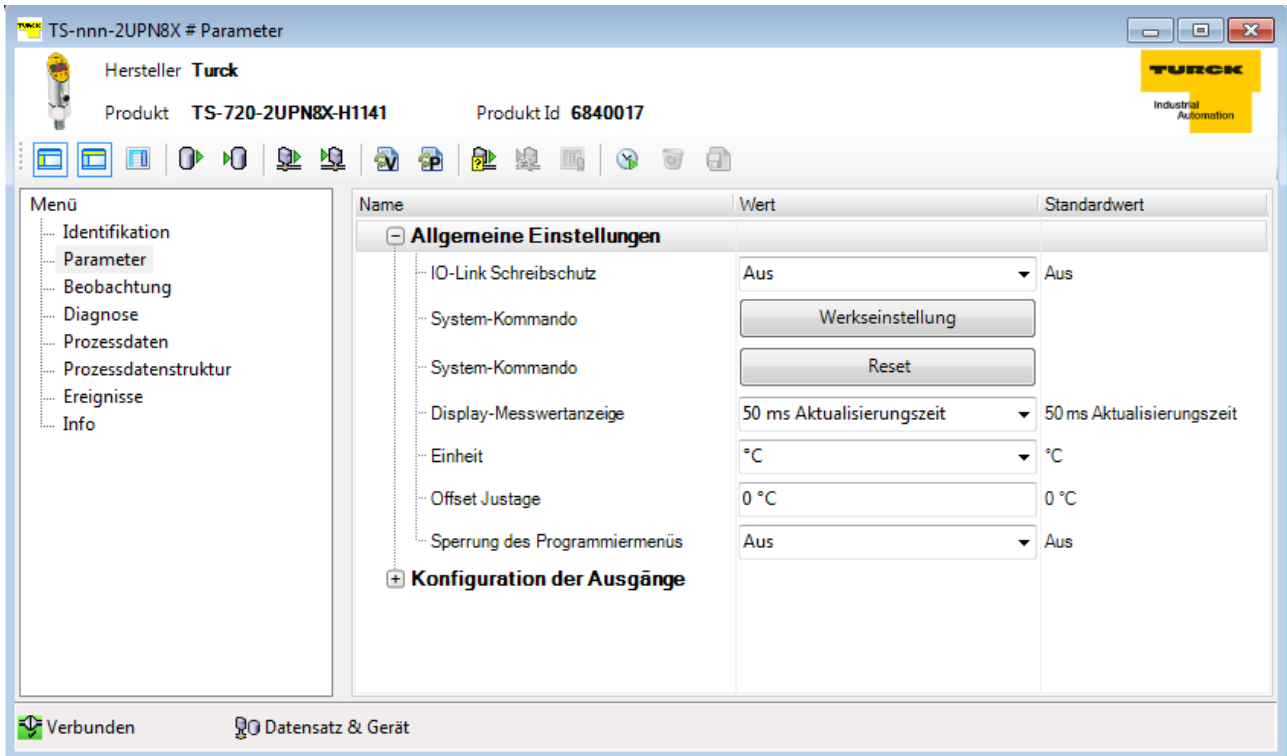 TURCK TS-nnn-2UPN8X # Parameter
Hersteller Turck
TURCK
Industrial
Automation
Produkt TS-720-2UPN8X-H1141 Produkt Id 6840017
Menü
Identifikation
Parameter
Beobachtung
Diagnose
Prozessdaten
Prozessdatenstruktur
Ereignisse
Info
Name Wert Standardwert
Allgemeine Einstellungen
IO-Link Schreibschutz Aus Aus
System-Kommando Werkseinstellung
System-Kommando Reset
Display-Messwertanzeige 50 ms Aktualisierungszeit 50 ms Aktualisierungszeit
Einheit °C °C
Offset Justage 0 °C 0 °C
Sperrung des Programmiermenüs Aus Aus
Konfiguration der Ausgänge
Verbunden Datensatz & Gerät